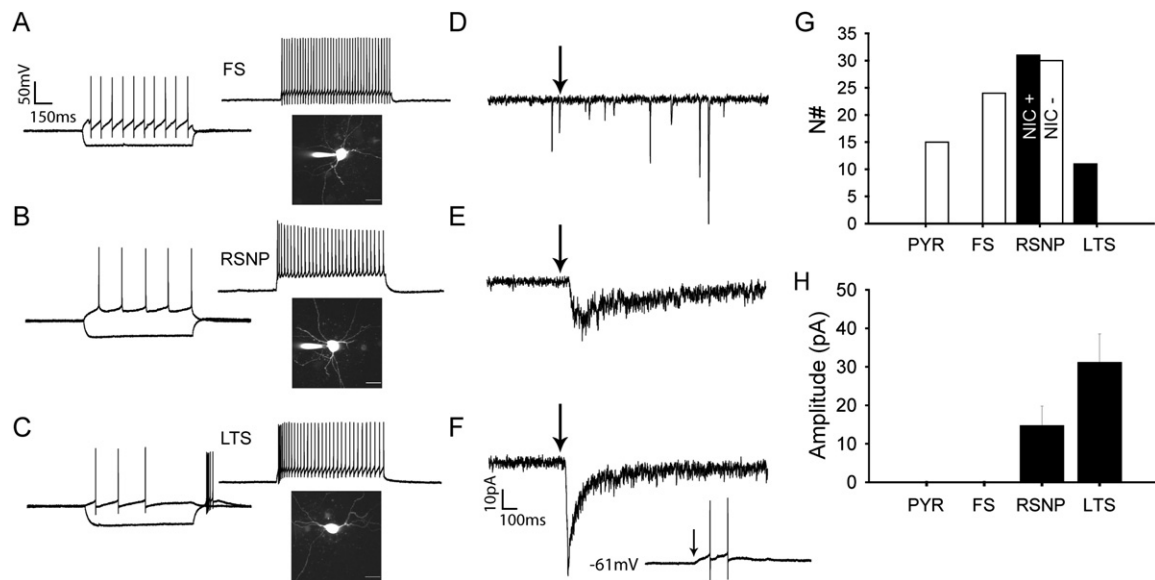 A
FS
50mV
150ms
B
RSNP
C
LTS
D
E
F
10pA
100ms
-61mV
G
N#
35
30
25
20
15
10
5
0
NIC +
NIC -
PYR FS RSNP LTS
H
Amplitude (pA)
50
40
30
20
10
0
PYR FS RSNP LTS